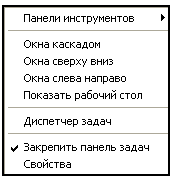 Панели инструментов
Окна каскадом
Окна сверху вниз
Окна слева направо
Показать рабочий стол
Диспетчер задач
Закрепить панель задач
Свойства